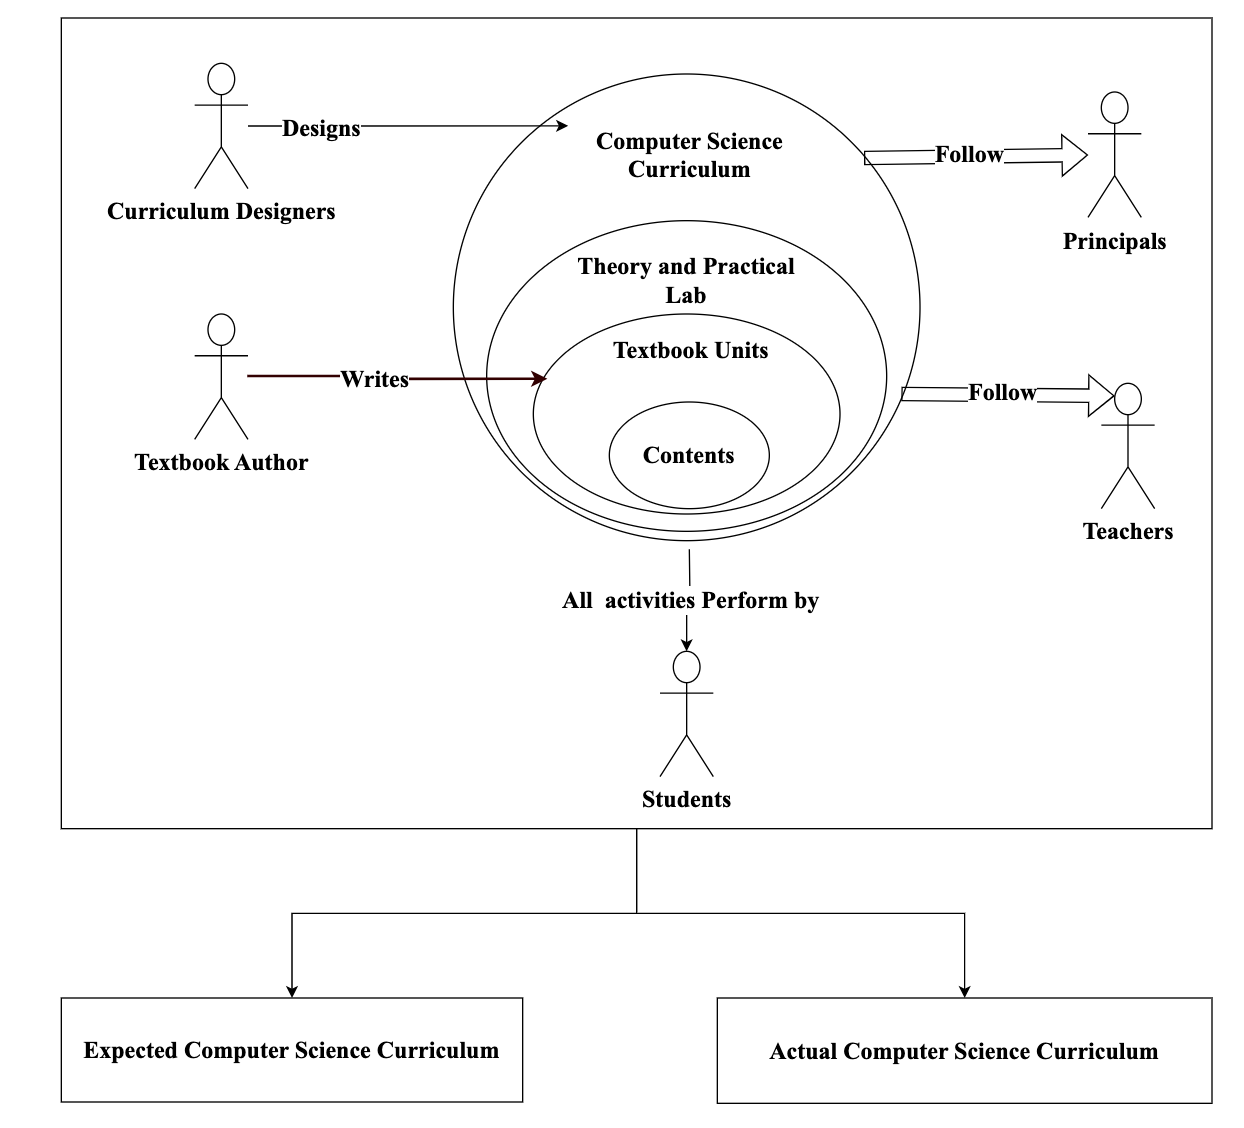 Designs
Computer Science
Curriculum
Follow
Curriculum Designers
Principals
Theory and Practical
Lab
Textbook Units
Writes
Follow
Contents
Textbook Author
Teachers
All  activities Perform by
Students
Expected Computer Science Curriculum
Actual Computer Science Curriculum